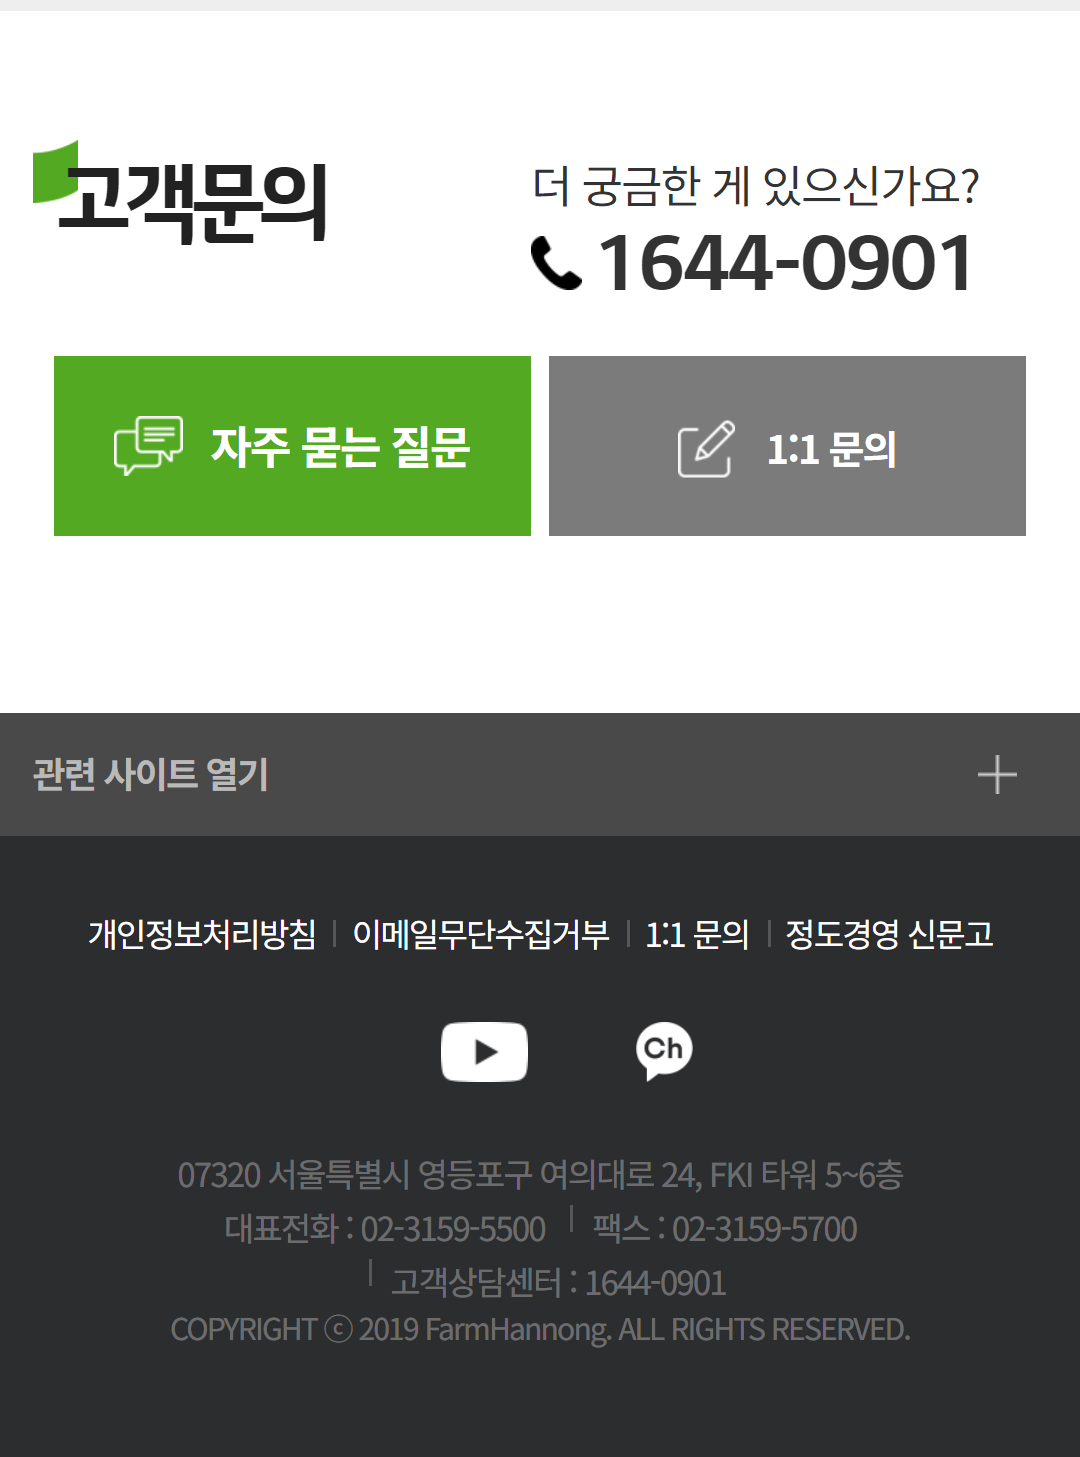 고객문의
더 궁금한 게 있으신가요?
1644-0901
자주 묻는 질문
1:1 문의
관련 사이트 열기
개인정보처리방침 이메일무단수집거부 1:1 문의 정도경영 신문고
Ch
07320 서울특별시 영등포구 여의대로 24, FKI 타워 5~6층
대표전화 : 02-3159-5500 팩스 : 02-3159-5700
고객상담센터 : 1644-0901
COPYRIGHT ⓒ 2019 FarmHannong. ALL RIGHTS RESERVED.